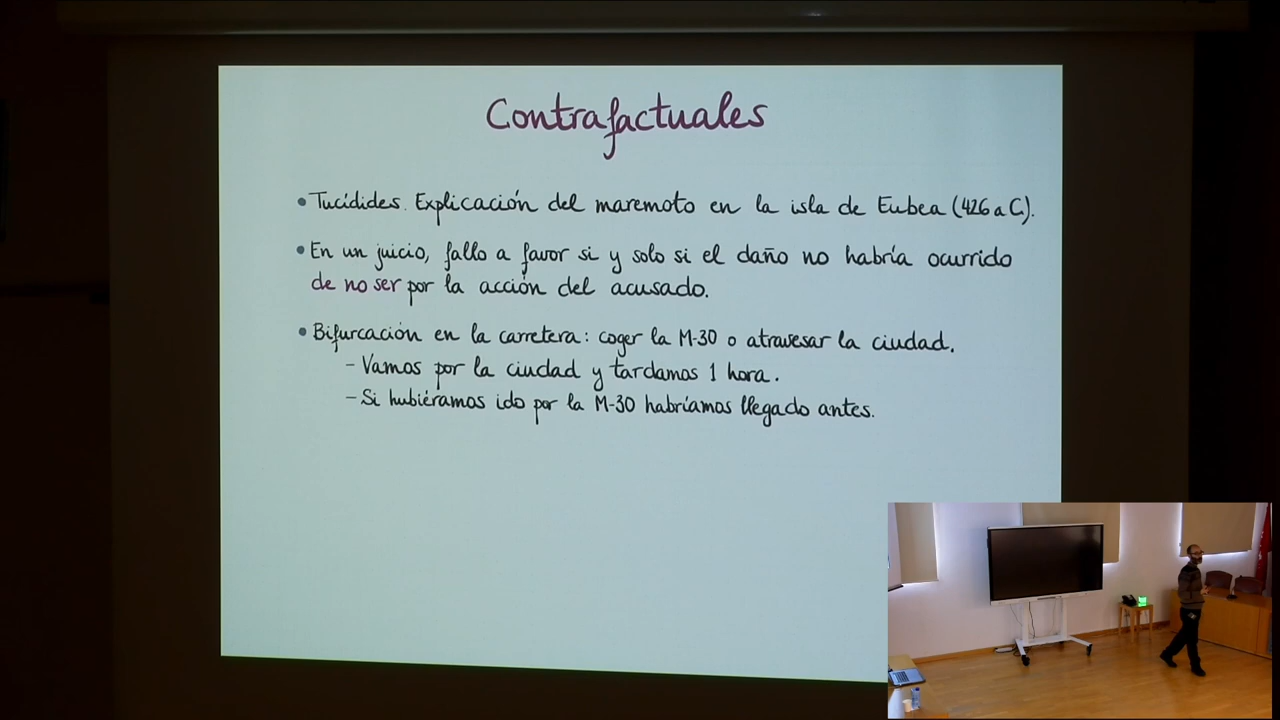 Contrafactuales
• Tucídides. Explicación del maremoto en la isla de Eubea (426 a C).
• En un juicio, fallo a favor si y solo si el daño no habría ocurrido
de no ser por la acción del acusado.
• Bifurcación en la carretera: coger la M-30 o atravesar la ciudad.
- Vamos por la ciudad y tardamos 1 hora.
- Si hubiéramos ido por la M-30 habríamos llegado antes.